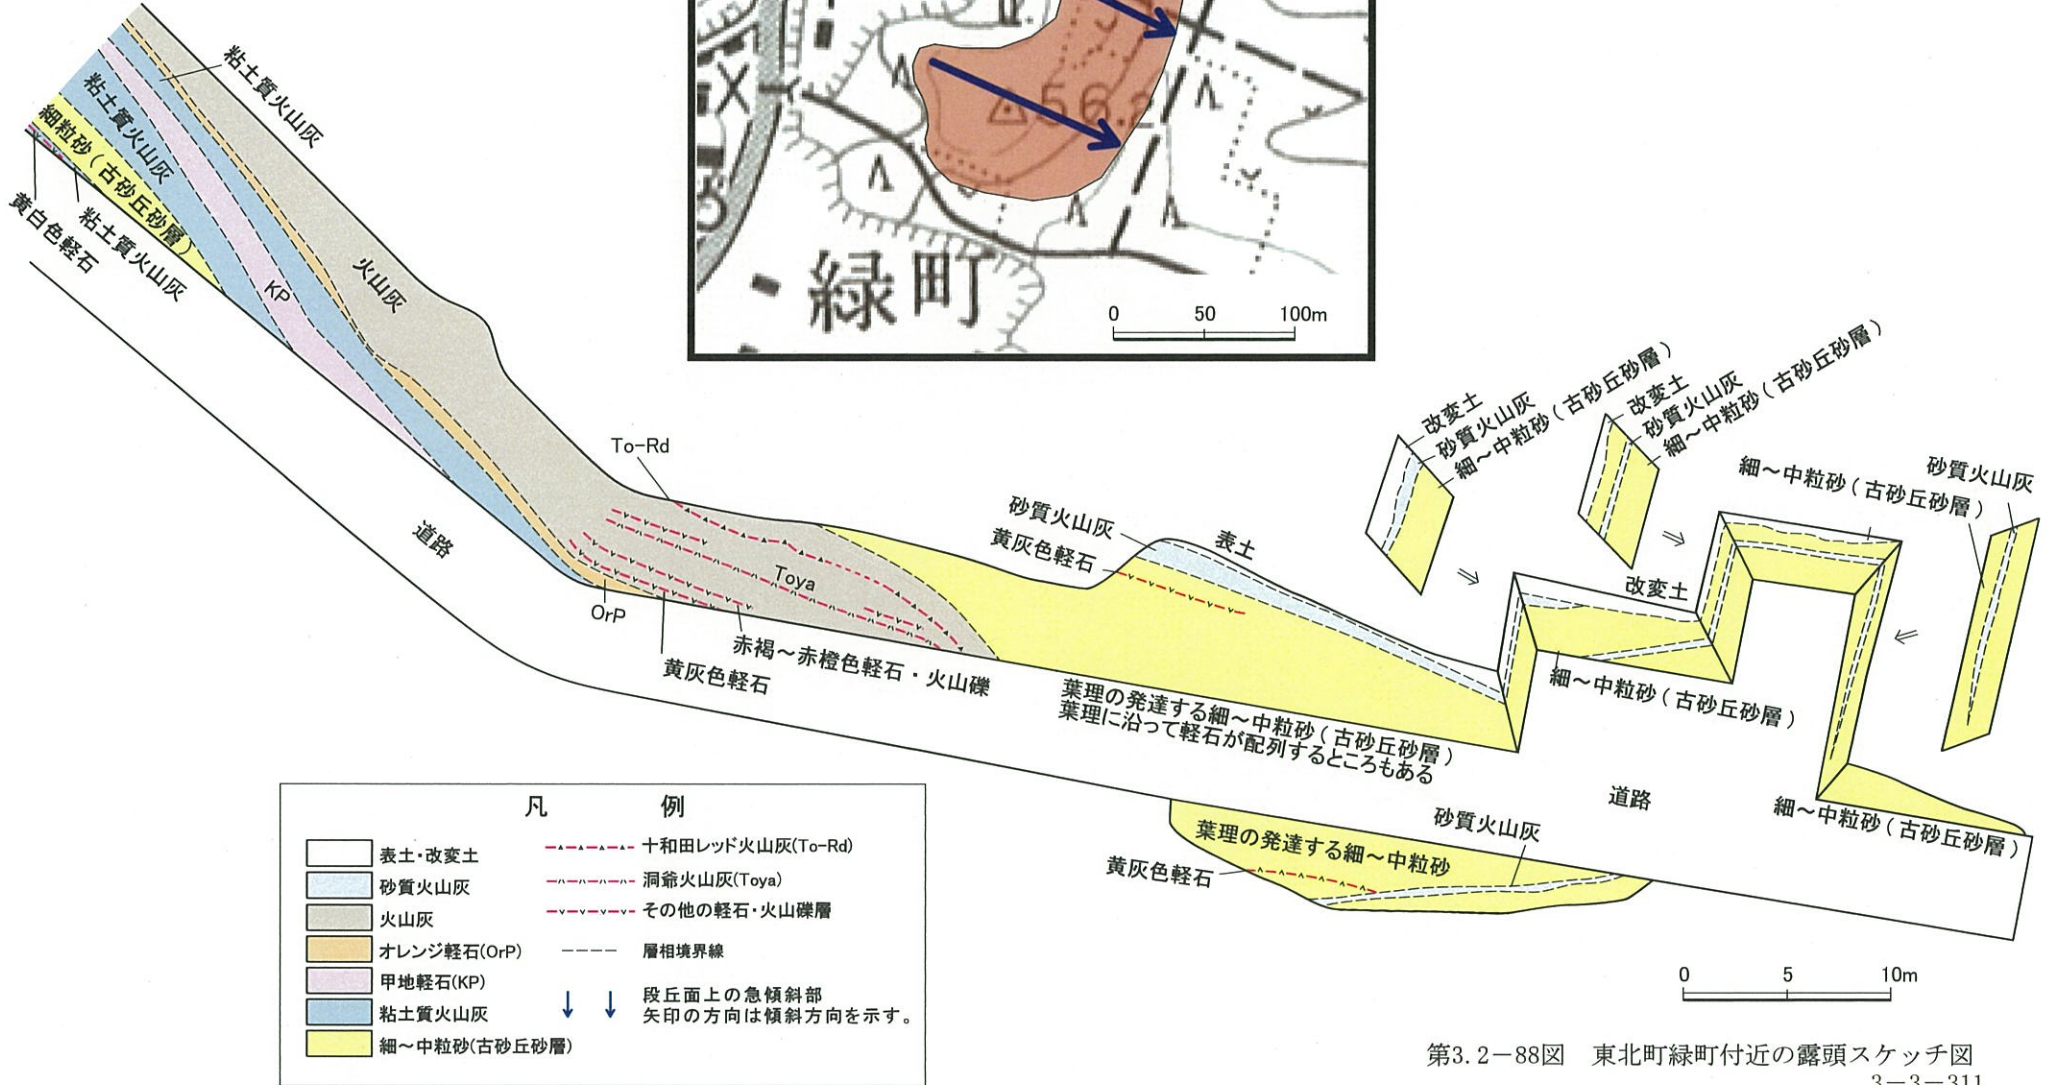 粘土質火山灰
粘土質火山灰
細粒砂(古砂丘砂層)
黄白色軽石
粘土質火山灰
KP
火山灰
道路
To-Rd
Toya
OrP
黄灰色軽石
赤褐～赤橙色軽石・火山礫
56.2
緑町
0 50 100m
砂質火山灰
黄灰色軽石
表土
葉理の発達する細～中粒砂(古砂丘砂層)
葉理に沿って軽石が配列するところもある
改変土
砂質火山灰
細～中粒砂(古砂丘砂層)
改変土
砂質火山灰
細～中粒砂(古砂丘砂層)
細～中粒砂(古砂丘砂層)
砂質火山灰
改変土
細～中粒砂(古砂丘砂層)
道路
細～中粒砂(古砂丘砂層)
砂質火山灰
葉理の発達する細～中粒砂
黄灰色軽石
凡 例
表土・改変土
砂質火山灰
火山灰
オレンジ軽石(OrP)
甲地軽石(KP)
粘土質火山灰
細～中粒砂(古砂丘砂層)
十和田レッド火山灰(To-Rd)
洞爺火山灰(Toya)
その他の軽石・火山礫層
層相境界線
段丘面上の急傾斜部
矢印の方向は傾斜方向を示す。
0 5 10m
第3.2－88図 東北町緑町付近の露頭スケッチ図
3－3－311